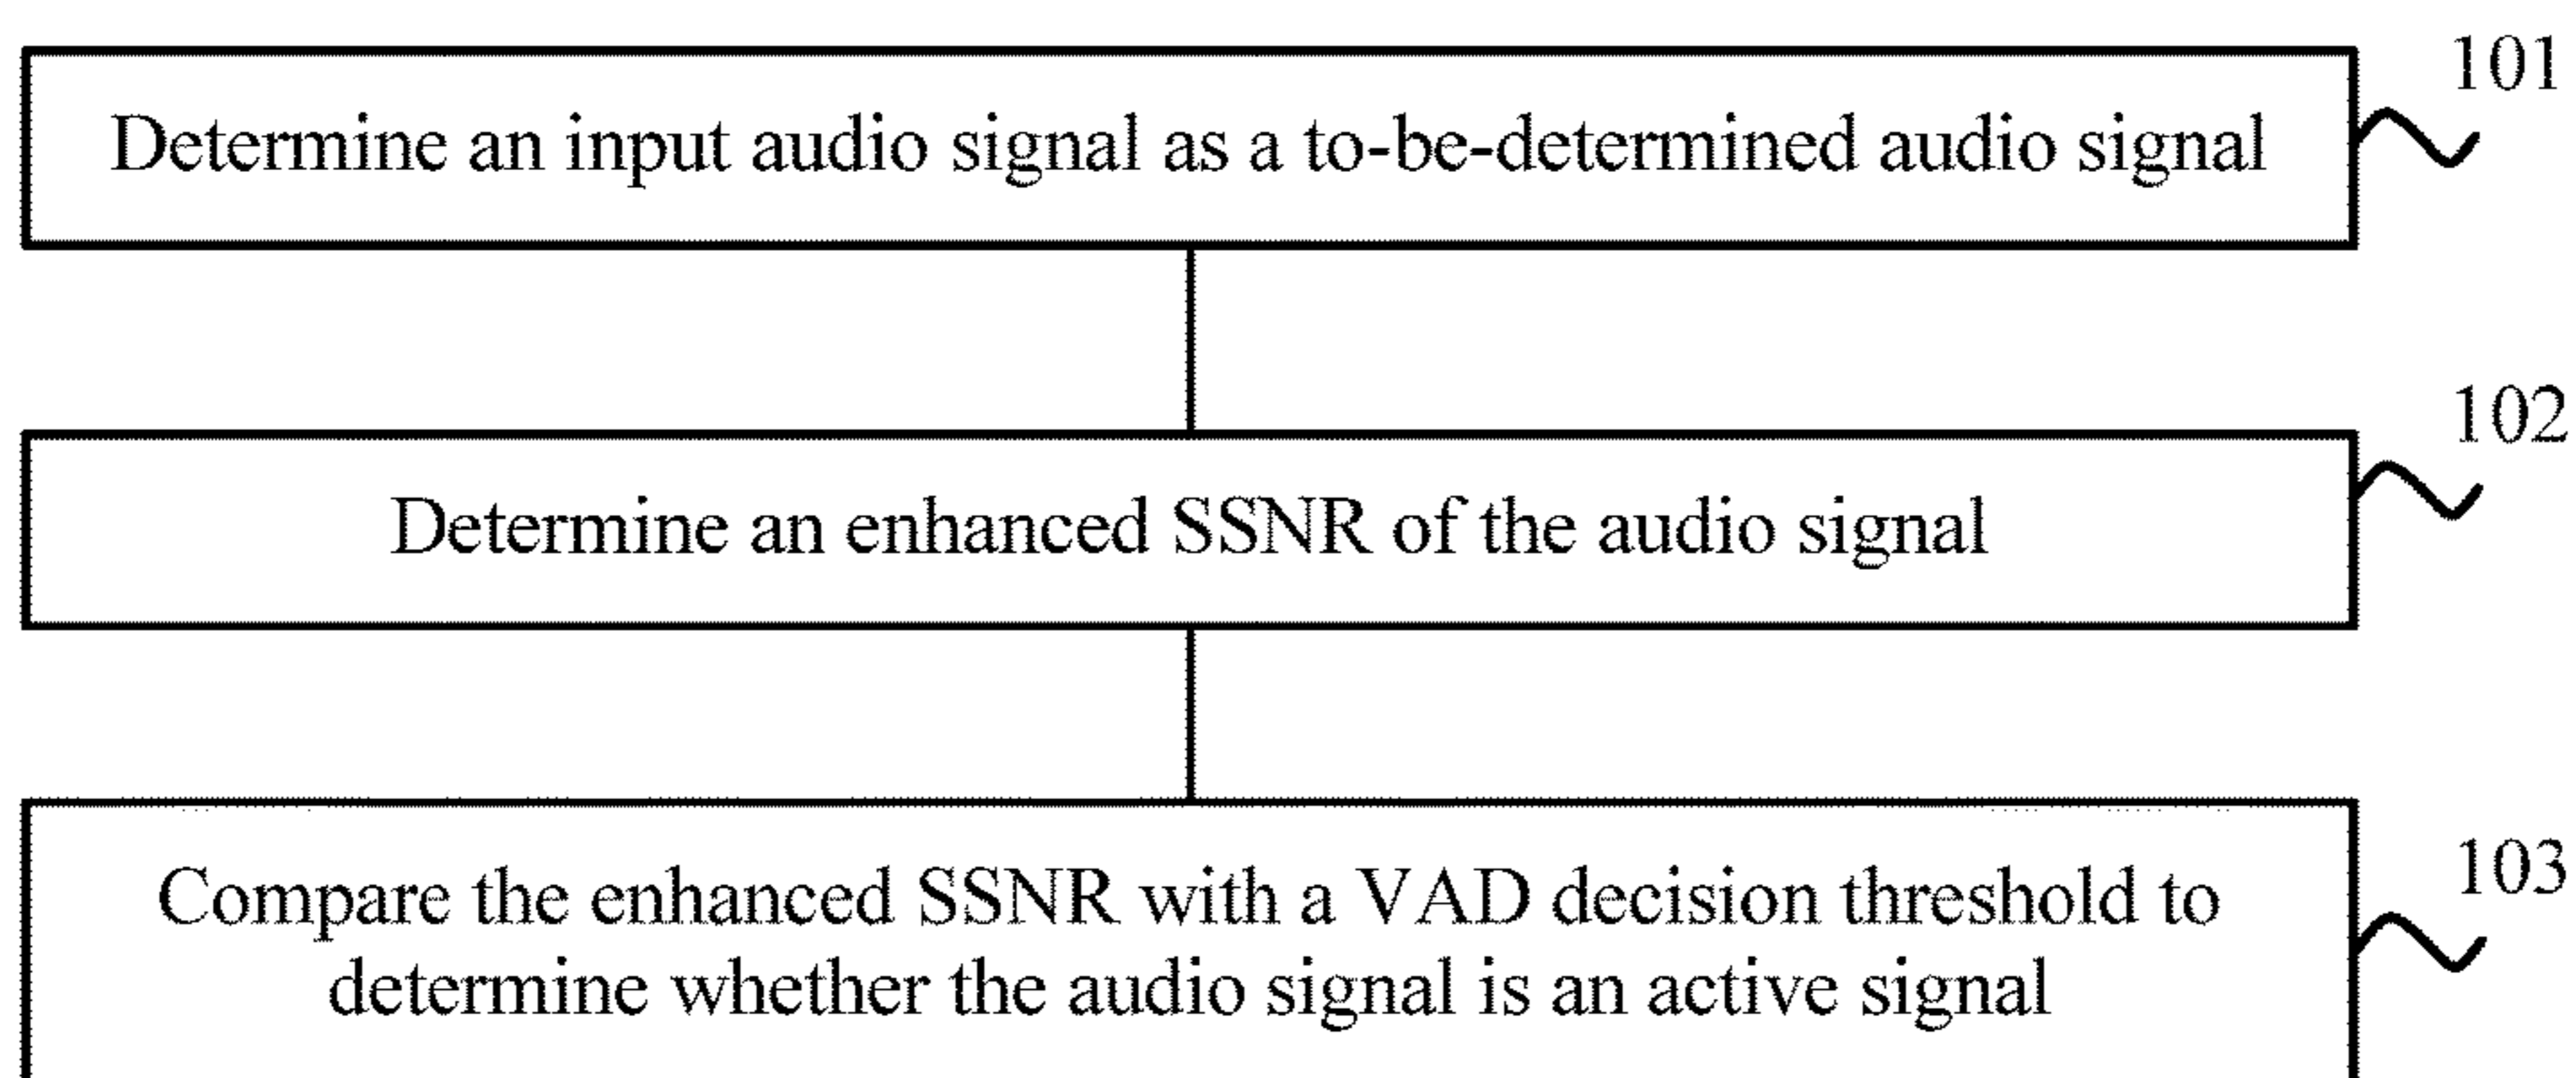 101
Determine an input audio signal as a to-be-determined audio signal
102
Determine an enhanced SSNR of the audio signal
103
Compare the enhanced SSNR with a VAD decision threshold to
determine whether the audio signal is an active signal